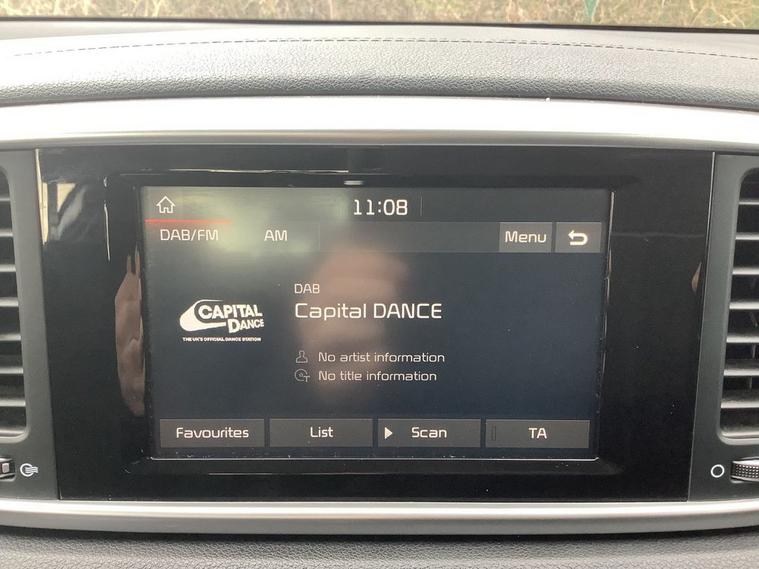 11:08
DAB/FM AM Menu
DAB
Capital DANCE
CAPITAL
DANCE
THE UK'S OFFICIAL DANCE STATION
No artist information
No title information
Favourites List Scan TA